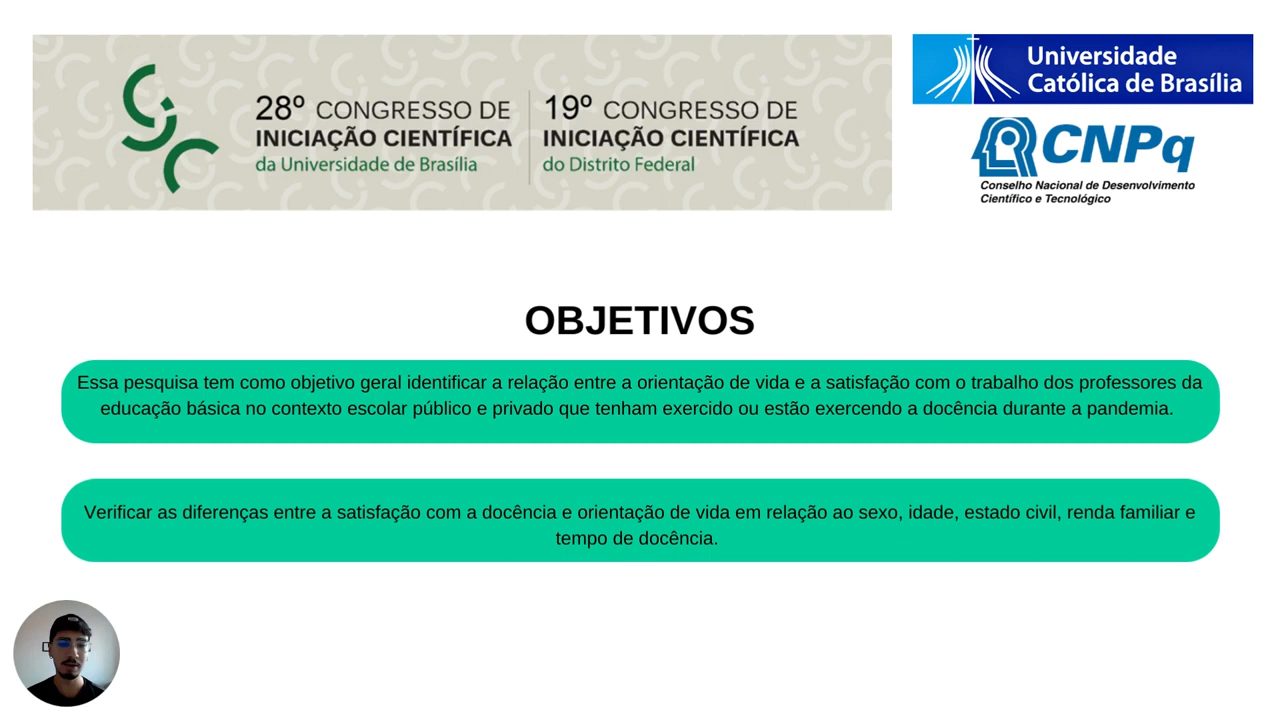 28º CONGRESSO DE
INICIAÇÃO CIENTÍFICA
da Universidade de Brasília
19º CONGRESSO DE
INICIAÇÃO CIENTÍFICA
do Distrito Federal
Universidade
Católica de Brasília
CNPq
Conselho Nacional de Desenvolvimento
Científico e Tecnológico
OBJETIVOS
Essa pesquisa tem como objetivo geral identificar a relação entre a orientação de vida e a satisfação com o trabalho dos professores da
educação básica no contexto escolar público e privado que tenham exercido ou estão exercendo a docência durante a pandemia.
Verificar as diferenças entre a satisfação com a docência e orientação de vida em relação ao sexo, idade, estado civil, renda familiar e
tempo de docência.